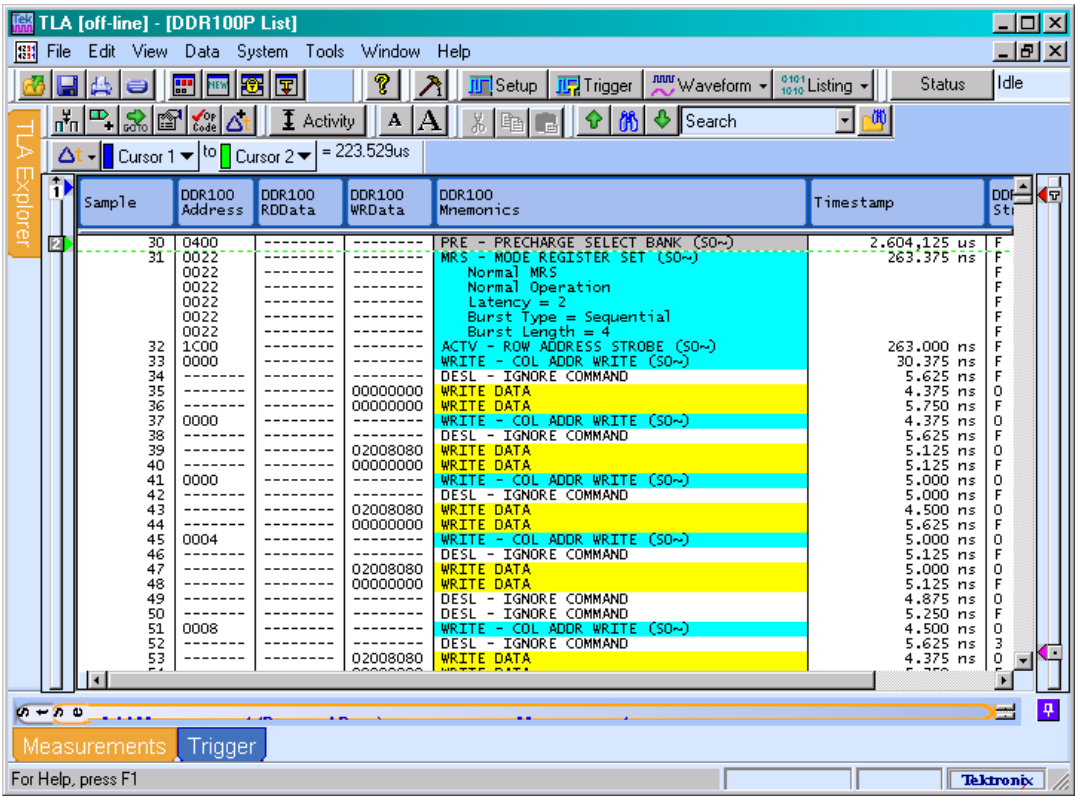 TLA [off-line] - [DDR100P List]
File Edit View Data System Tools Window Help
NEW ? Setup Trigger Waveform 0101 1010 Listing Status Idle
GOTO OP Code Δt Activity A A Search
Δt Cursor 1 to Cursor 2 = 223.529us
TLA Explorer
Sample DDR100 Address DDR100 RDData DDR100 WRData DDR100 Mnemonics Timestamp
30 0400 -------- -------- PRE - PRECHARGE SELECT BANK (S0~) 2.604,125 us F
31 0022 -------- -------- MRS - MODE REGISTER SET (S0~) 263.375 ns F
0022 -------- -------- Normal MRS F
0022 -------- -------- Normal Operation F
0022 -------- -------- Latency = 2 F
0022 -------- -------- Burst Type = Sequential F
0022 -------- -------- Burst Length = 4 F
32 1C00 -------- -------- ACTV - ROW ADDRESS STROBE (S0~) 263.000 ns F
33 0000 -------- -------- WRITE - COL ADDR WRITE (S0~) 30.375 ns F
34 -------- -------- -------- DESL - IGNORE COMMAND 5.625 ns F
35 -------- -------- 00000000 WRITE DATA 4.375 ns 0
36 -------- -------- 00000000 WRITE DATA 5.750 ns F
37 0000 -------- -------- WRITE - COL ADDR WRITE (S0~) 4.375 ns 0
38 -------- -------- -------- DESL - IGNORE COMMAND 5.625 ns F
39 -------- -------- 02008080 WRITE DATA 5.125 ns 0
40 -------- -------- 00000000 WRITE DATA 5.125 ns F
41 0000 -------- -------- WRITE - COL ADDR WRITE (S0~) 5.000 ns 0
42 -------- -------- -------- DESL - IGNORE COMMAND 5.000 ns F
43 -------- -------- 02008080 WRITE DATA 4.500 ns 0
44 -------- -------- 00000000 WRITE DATA 5.625 ns F
45 0004 -------- -------- WRITE - COL ADDR WRITE (S0~) 5.000 ns 0
46 -------- -------- -------- DESL - IGNORE COMMAND 5.125 ns F
47 -------- -------- 02008080 WRITE DATA 5.000 ns 0
48 -------- -------- 00000000 WRITE DATA 5.125 ns F
49 -------- -------- -------- DESL - IGNORE COMMAND 4.875 ns 0
50 -------- -------- -------- DESL - IGNORE COMMAND 5.250 ns F
51 0008 -------- -------- WRITE - COL ADDR WRITE (S0~) 4.500 ns 0
52 -------- -------- -------- DESL - IGNORE COMMAND 5.625 ns 3
53 -------- -------- 02008080 WRITE DATA 4.375 ns 0
Measurements Trigger
For Help, press F1
Tektronix